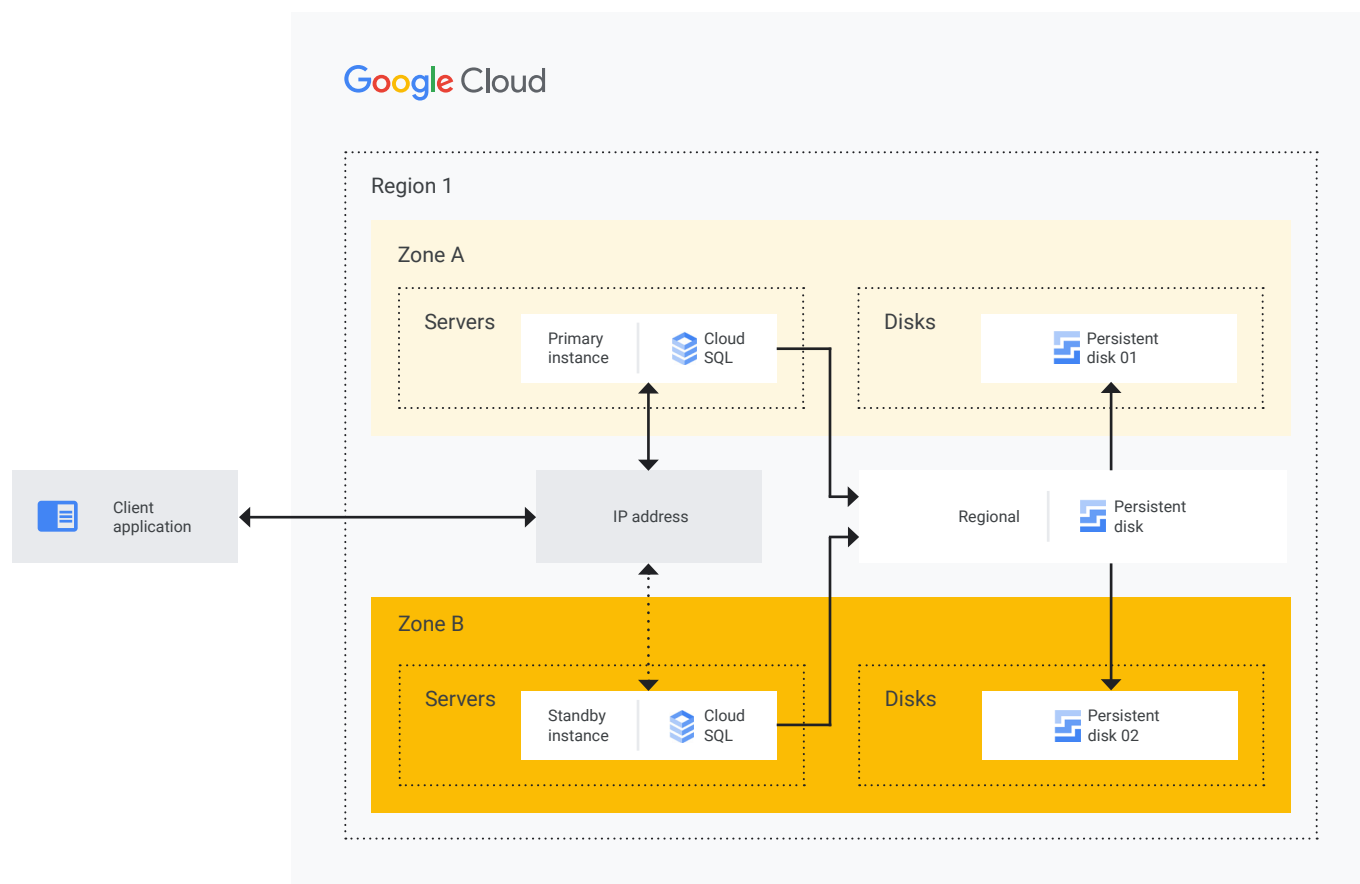 Google Cloud
Region 1
Zone A
Servers
Primary
instance
Cloud
SQL
Disks
Persistent
disk 01
Client
application
IP address
Regional
Persistent
disk
Zone B
Servers
Standby
instance
Cloud
SQL
Disks
Persistent
disk 02